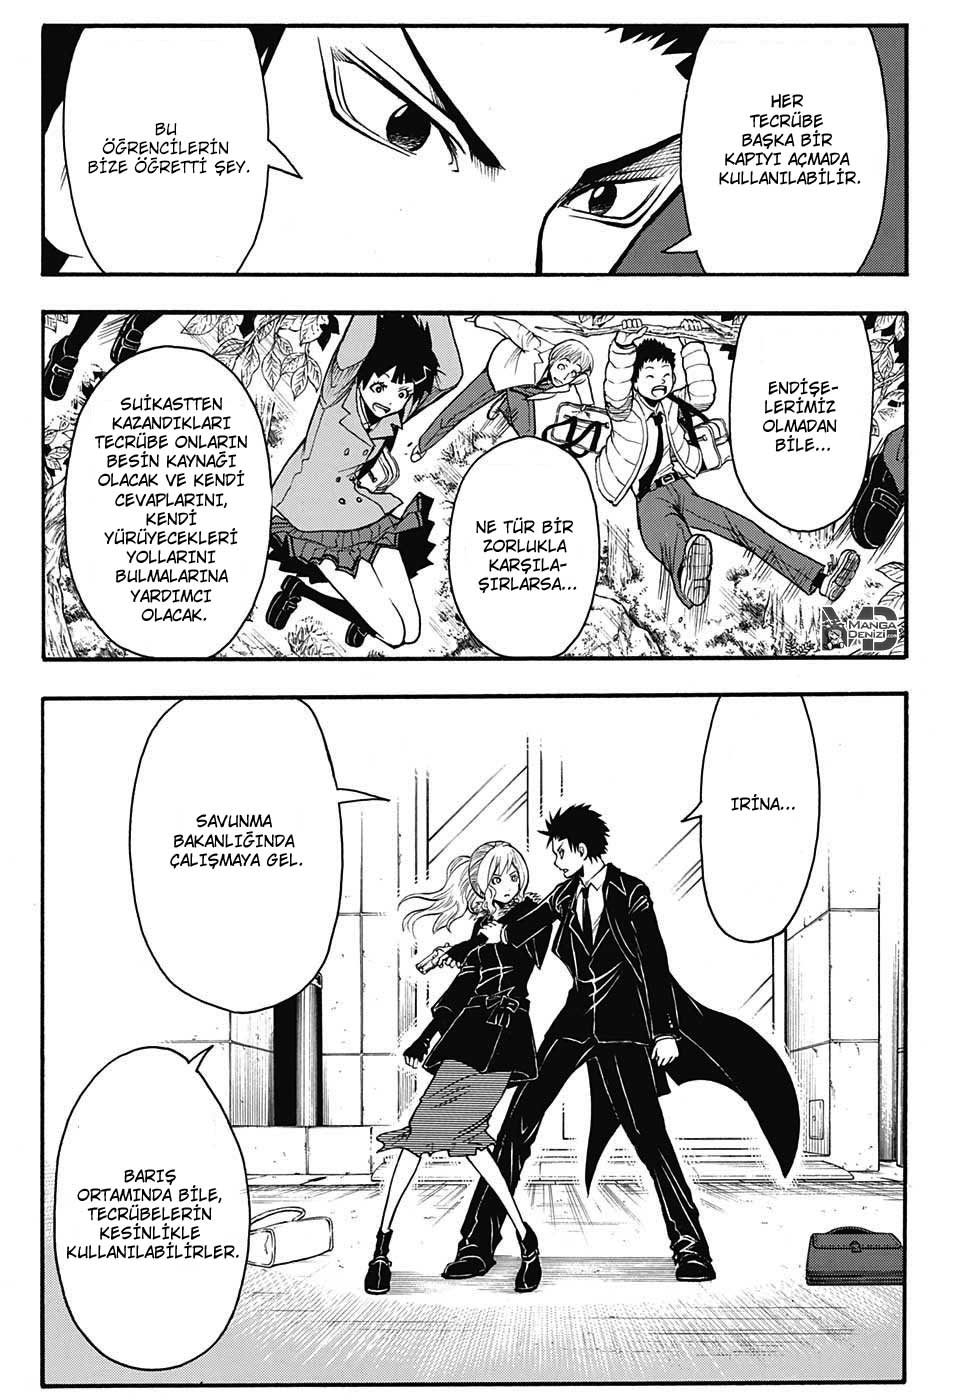 HER
TECRÜBE
BAŞKA BİR
KAPIYI AÇMADA
KULLANILABİLİR.
BU
ÖĞRENCİLERİN
BİZE ÖĞRETTİ ŞEY.
ENDİŞE-
LERİMİZ
OLMADAN
BİLE...
NE TÜR BİR
ZORLUKLA
KARŞILA-
ŞIRLARSA...
SUİKASTTEN
KAZANDIKLARI
TECRÜBE ONLARIN
BESİN KAYNAĞI
OLACAK VE KENDİ
CEVAPLARINI,
KENDİ
YÜRÜYECEKLERİ
YOLLARINI
BULMALARINA
YARDIMCI
OLACAK.
MANGA
DENİZİ.com
IRİNA...
SAVUNMA
BAKANLIĞINDA
ÇALIŞMAYA GEL.
BARIŞ
ORTAMINDA BİLE,
TECRÜBELERİN
KESİNLİKLE
KULLANILABİLİRLER.